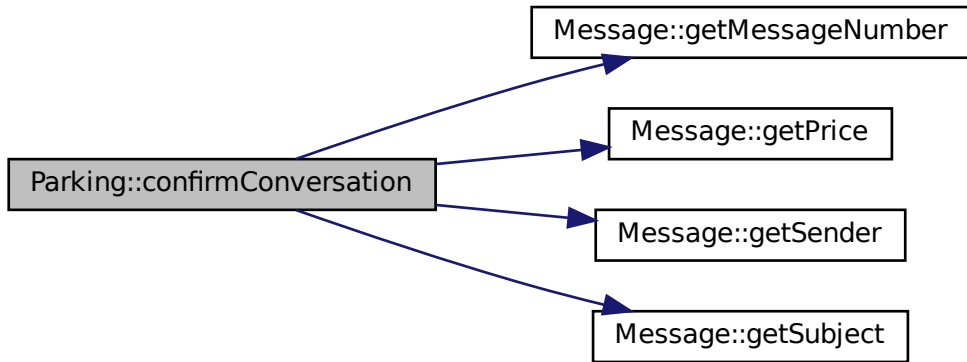 Message::getMessageNumber
Message::getPrice
Parking::confirmConversation
Message::getSender
Message::getSubject